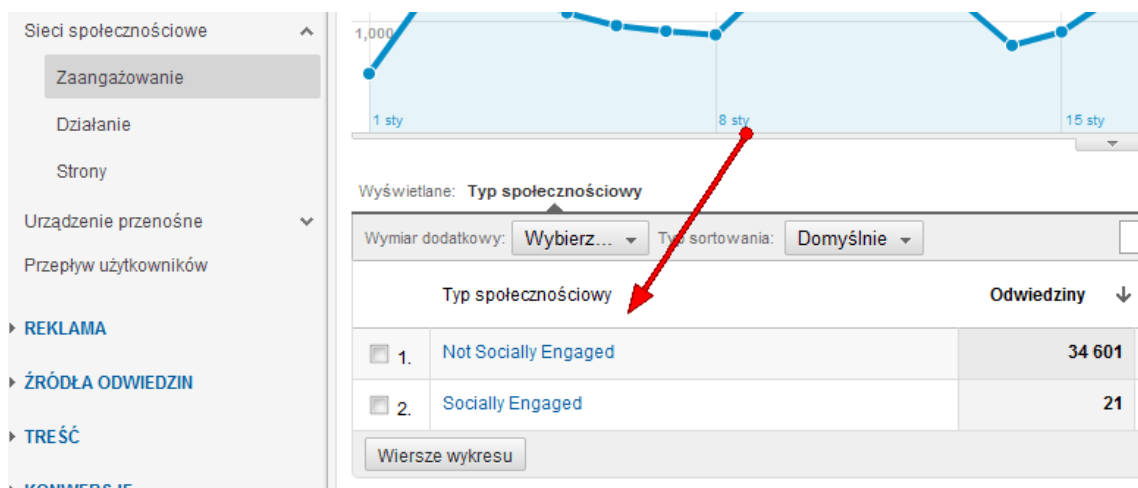 Sieci społecznościowe
Zaangażowanie
Działanie
Strony
Urządzenie przenośne
Przepływ użytkowników
REKLAMA
ŹRÓDŁA ODWIEDZIN
TREŚĆ
KONWERSJE
1,000
1 sty
8 sty
15 sty
Wyświetlane: Typ społecznościowy
Wymiar dodatkowy: Wybierz... Typ sortowania: Domyślnie
Typ społecznościowy Odwiedziny
1. Not Socially Engaged 34 601
2. Socially Engaged 21
Wiersze wykresu